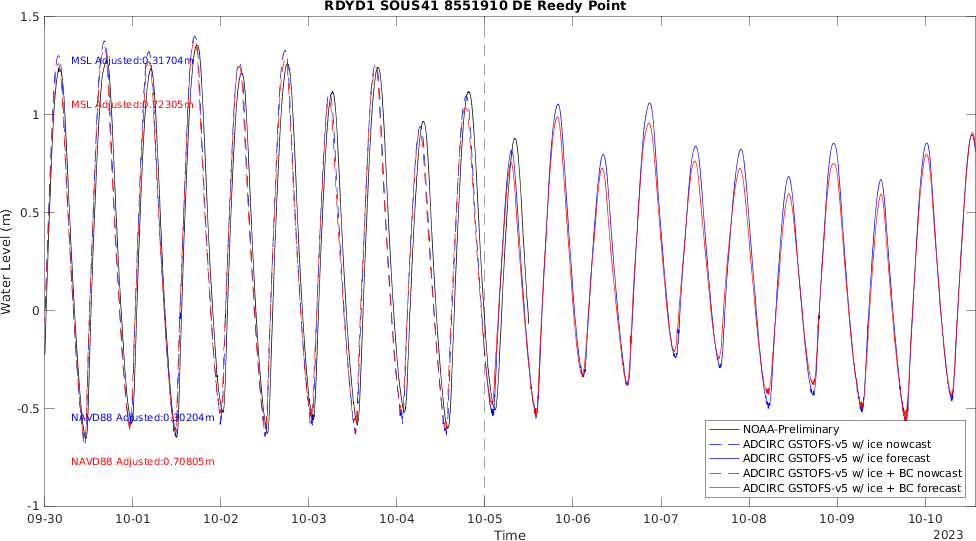 RDYD1 SOUS41 8551910 DE Reedy Point
1.5
1
0.5
0
-0.5
-1
Water Level (m)
MSL Adjusted:0.31704m
MSL Adjusted:0.72305m
NAVD88 Adjusted:0.30204m
NAVD88 Adjusted:0.70805m
NOAA-Preliminary
ADCIRC GSTOFS-v5 w/ ice nowcast
ADCIRC GSTOFS-v5 w/ ice forecast
ADCIRC GSTOFS-v5 w/ ice + BC nowcast
ADCIRC GSTOFS-v5 w/ ice + BC forecast
09-30 10-01 10-02 10-03 10-04 10-05 10-06 10-07 10-08 10-09 10-10
Time
2023